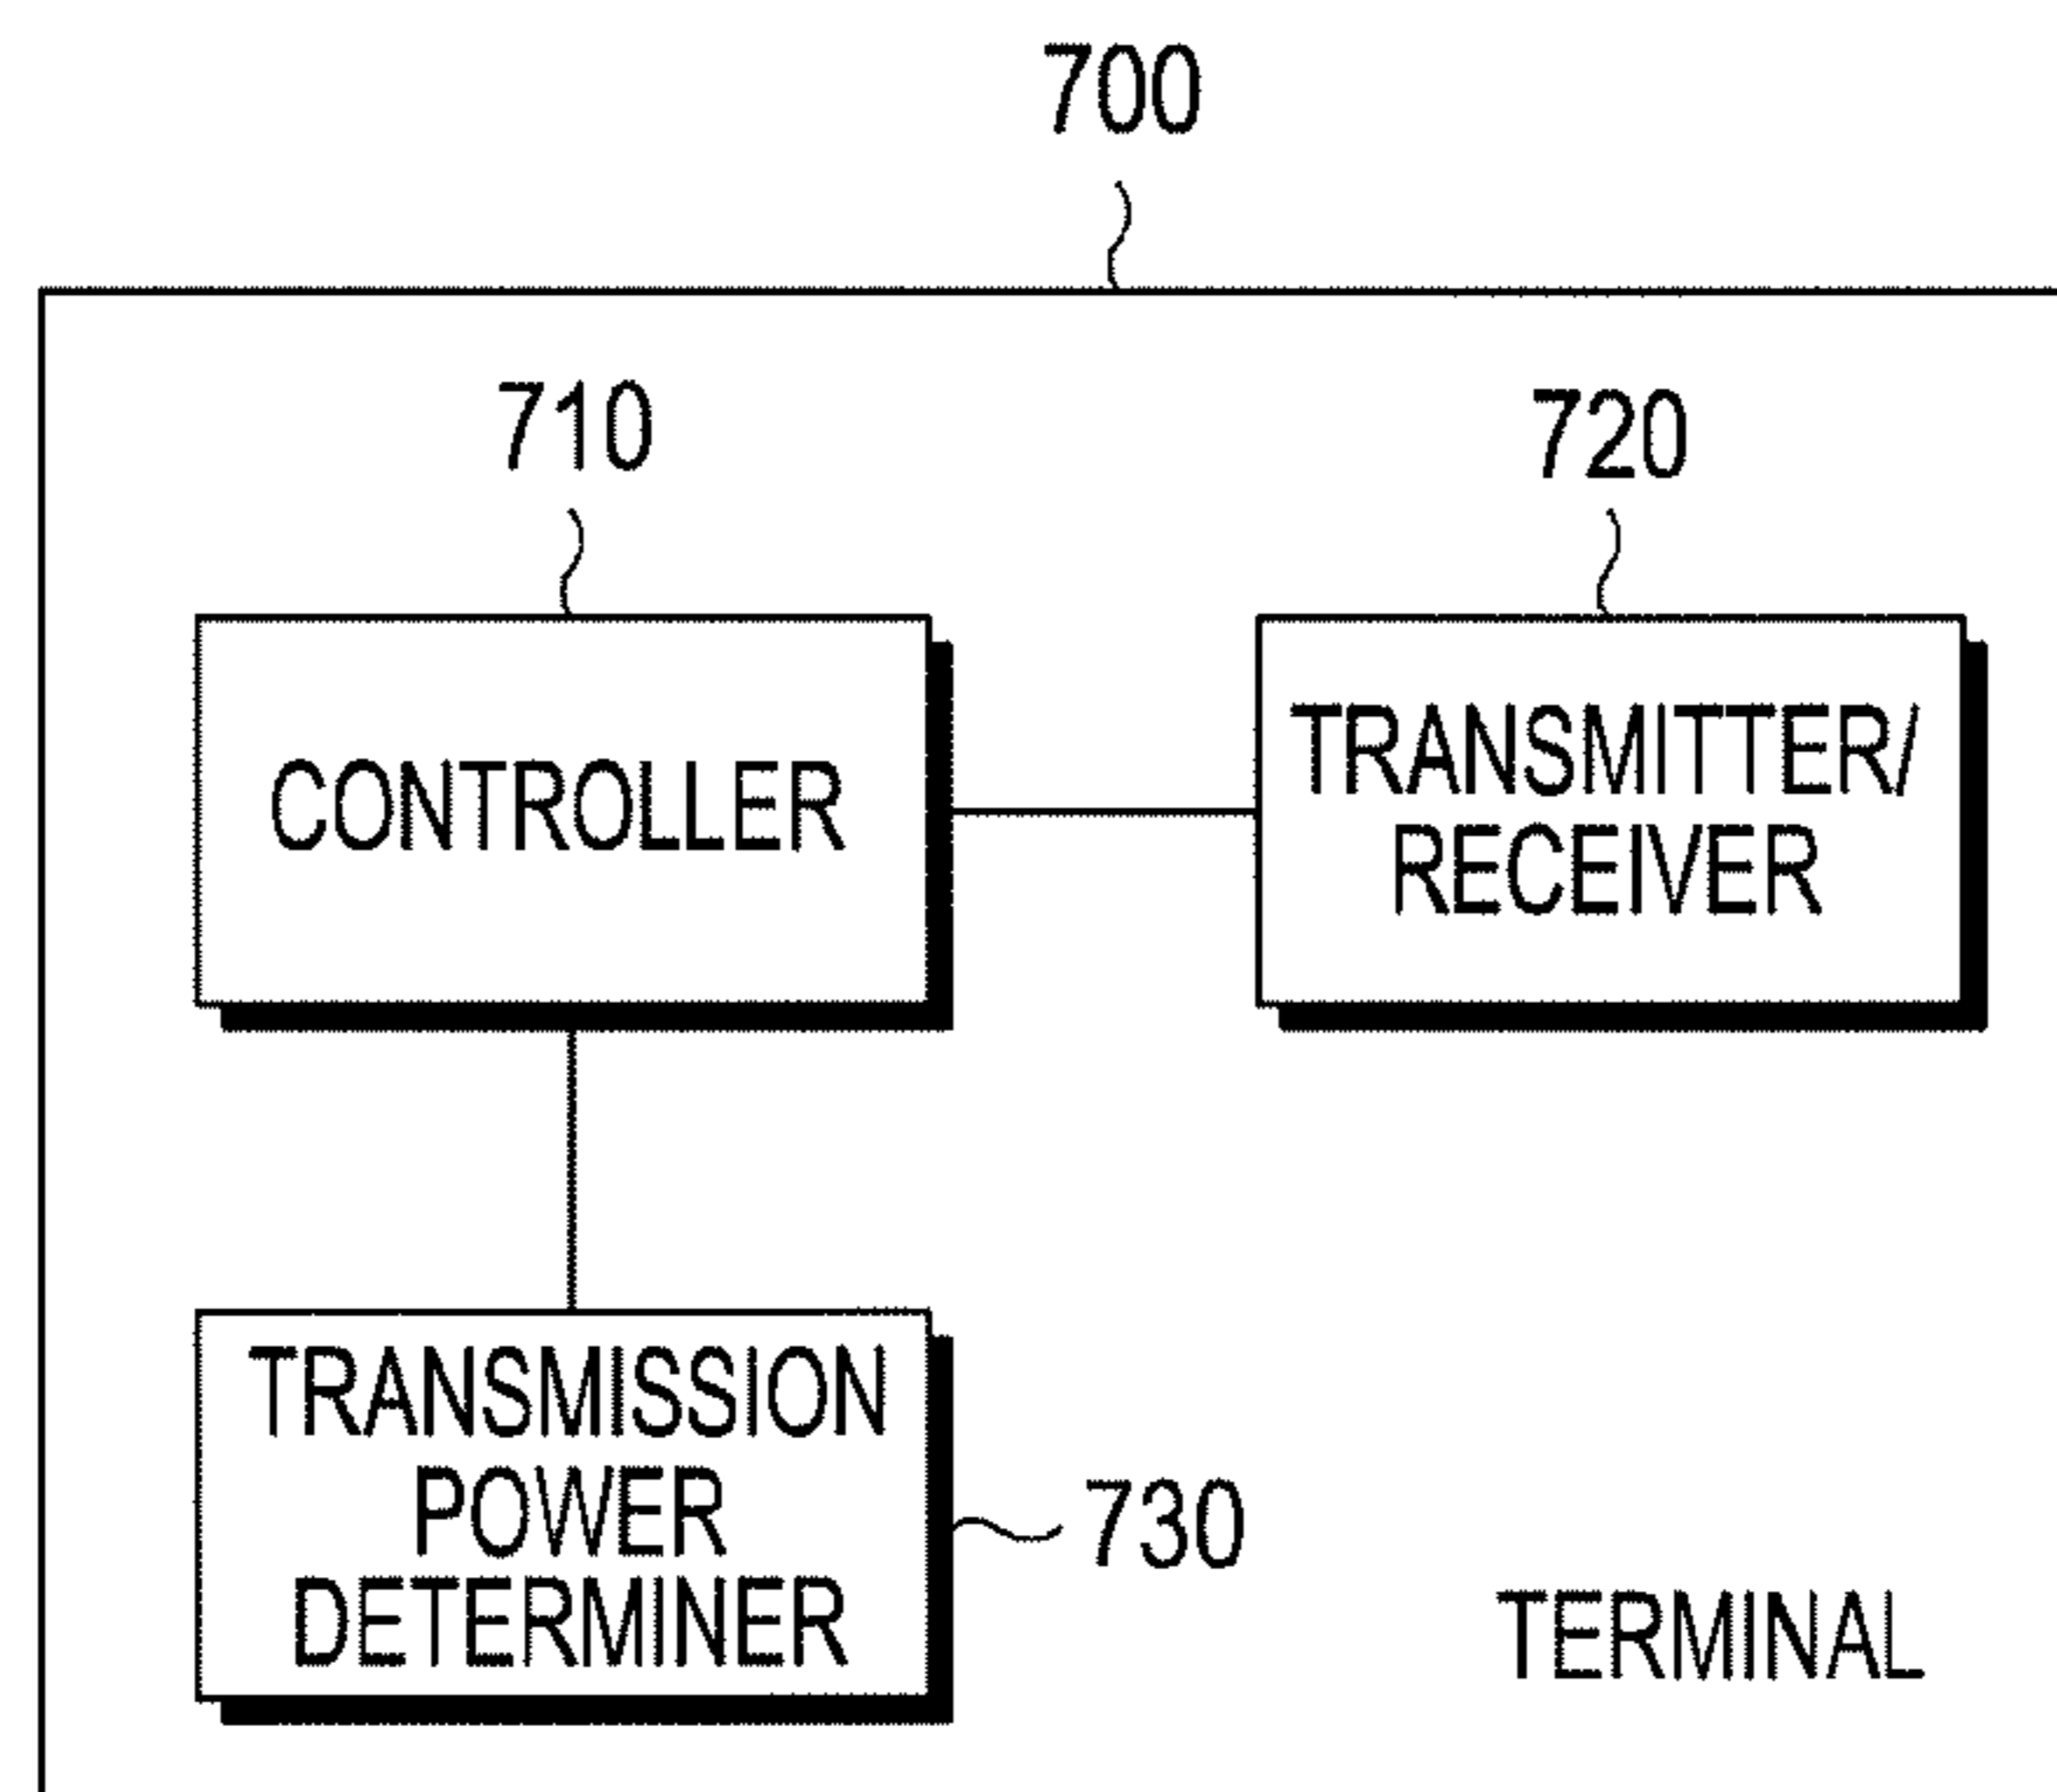 700
710
720
CONTROLLER
TRANSMITTER/
RECEIVER
TRANSMISSION
POWER
DETERMINER
730
TERMINAL